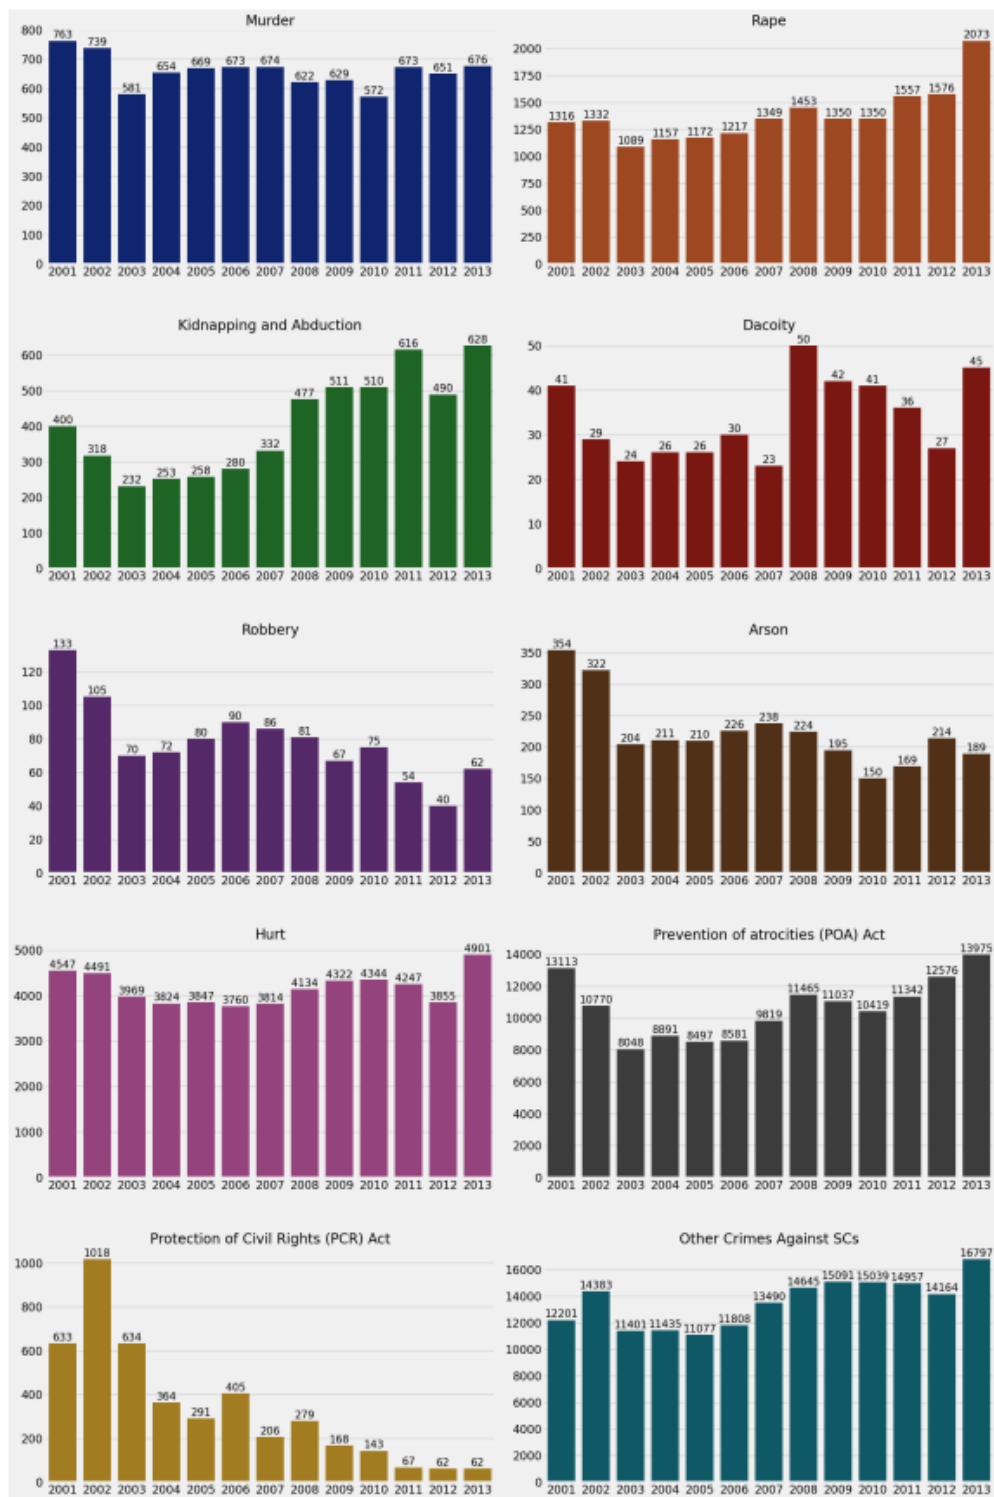 Murder
800
700
600
500
400
300
200
100
0
763 739 581 654 669 673 674 622 629 572 673 651 676
2001 2002 2003 2004 2005 2006 2007 2008 2009 2010 2011 2012 2013
Rape
2000
1750
1500
1250
1000
750
500
250
0
1316 1332 1089 1157 1172 1217 1349 1453 1350 1350 1557 1576 2073
2001 2002 2003 2004 2005 2006 2007 2008 2009 2010 2011 2012 2013
Kidnapping and Abduction
600
500
400
300
200
100
0
400 318 232 253 258 280 332 477 511 510 616 490 628
2001 2002 2003 2004 2005 2006 2007 2008 2009 2010 2011 2012 2013
Dacoity
50
40
30
20
10
0
41 29 24 26 26 30 23 50 42 41 36 27 45
2001 2002 2003 2004 2005 2006 2007 2008 2009 2010 2011 2012 2013
Robbery
120
100
80
60
40
20
0
133 105 70 72 80 90 86 81 67 75 54 40 62
2001 2002 2003 2004 2005 2006 2007 2008 2009 2010 2011 2012 2013
Arson
350
300
250
200
150
100
50
0
354 322 204 211 210 226 238 224 195 150 169 214 189
2001 2002 2003 2004 2005 2006 2007 2008 2009 2010 2011 2012 2013
Hurt
5000
4000
3000
2000
1000
0
4547 4491 3969 3824 3847 3760 3814 4134 4322 4344 4247 3855 4901
2001 2002 2003 2004 2005 2006 2007 2008 2009 2010 2011 2012 2013
Prevention of atrocities (POA) Act
14000
12000
10000
8000
6000
4000
2000
0
13113 10770 8048 8891 8497 8581 9819 11465 11037 10419 11342 12576 13975
2001 2002 2003 2004 2005 2006 2007 2008 2009 2010 2011 2012 2013
Protection of Civil Rights (PCR) Act
1000
800
600
400
200
0
633 1018 634 364 291 405 206 279 168 143 67 62 62
2001 2002 2003 2004 2005 2006 2007 2008 2009 2010 2011 2012 2013
Other Crimes Against SCs
16000
14000
12000
10000
8000
6000
4000
2000
0
12201 14383 11401 11435 11077 11808 13490 14645 15091 15039 14957 14164 16797
2001 2002 2003 2004 2005 2006 2007 2008 2009 2010 2011 2012 2013